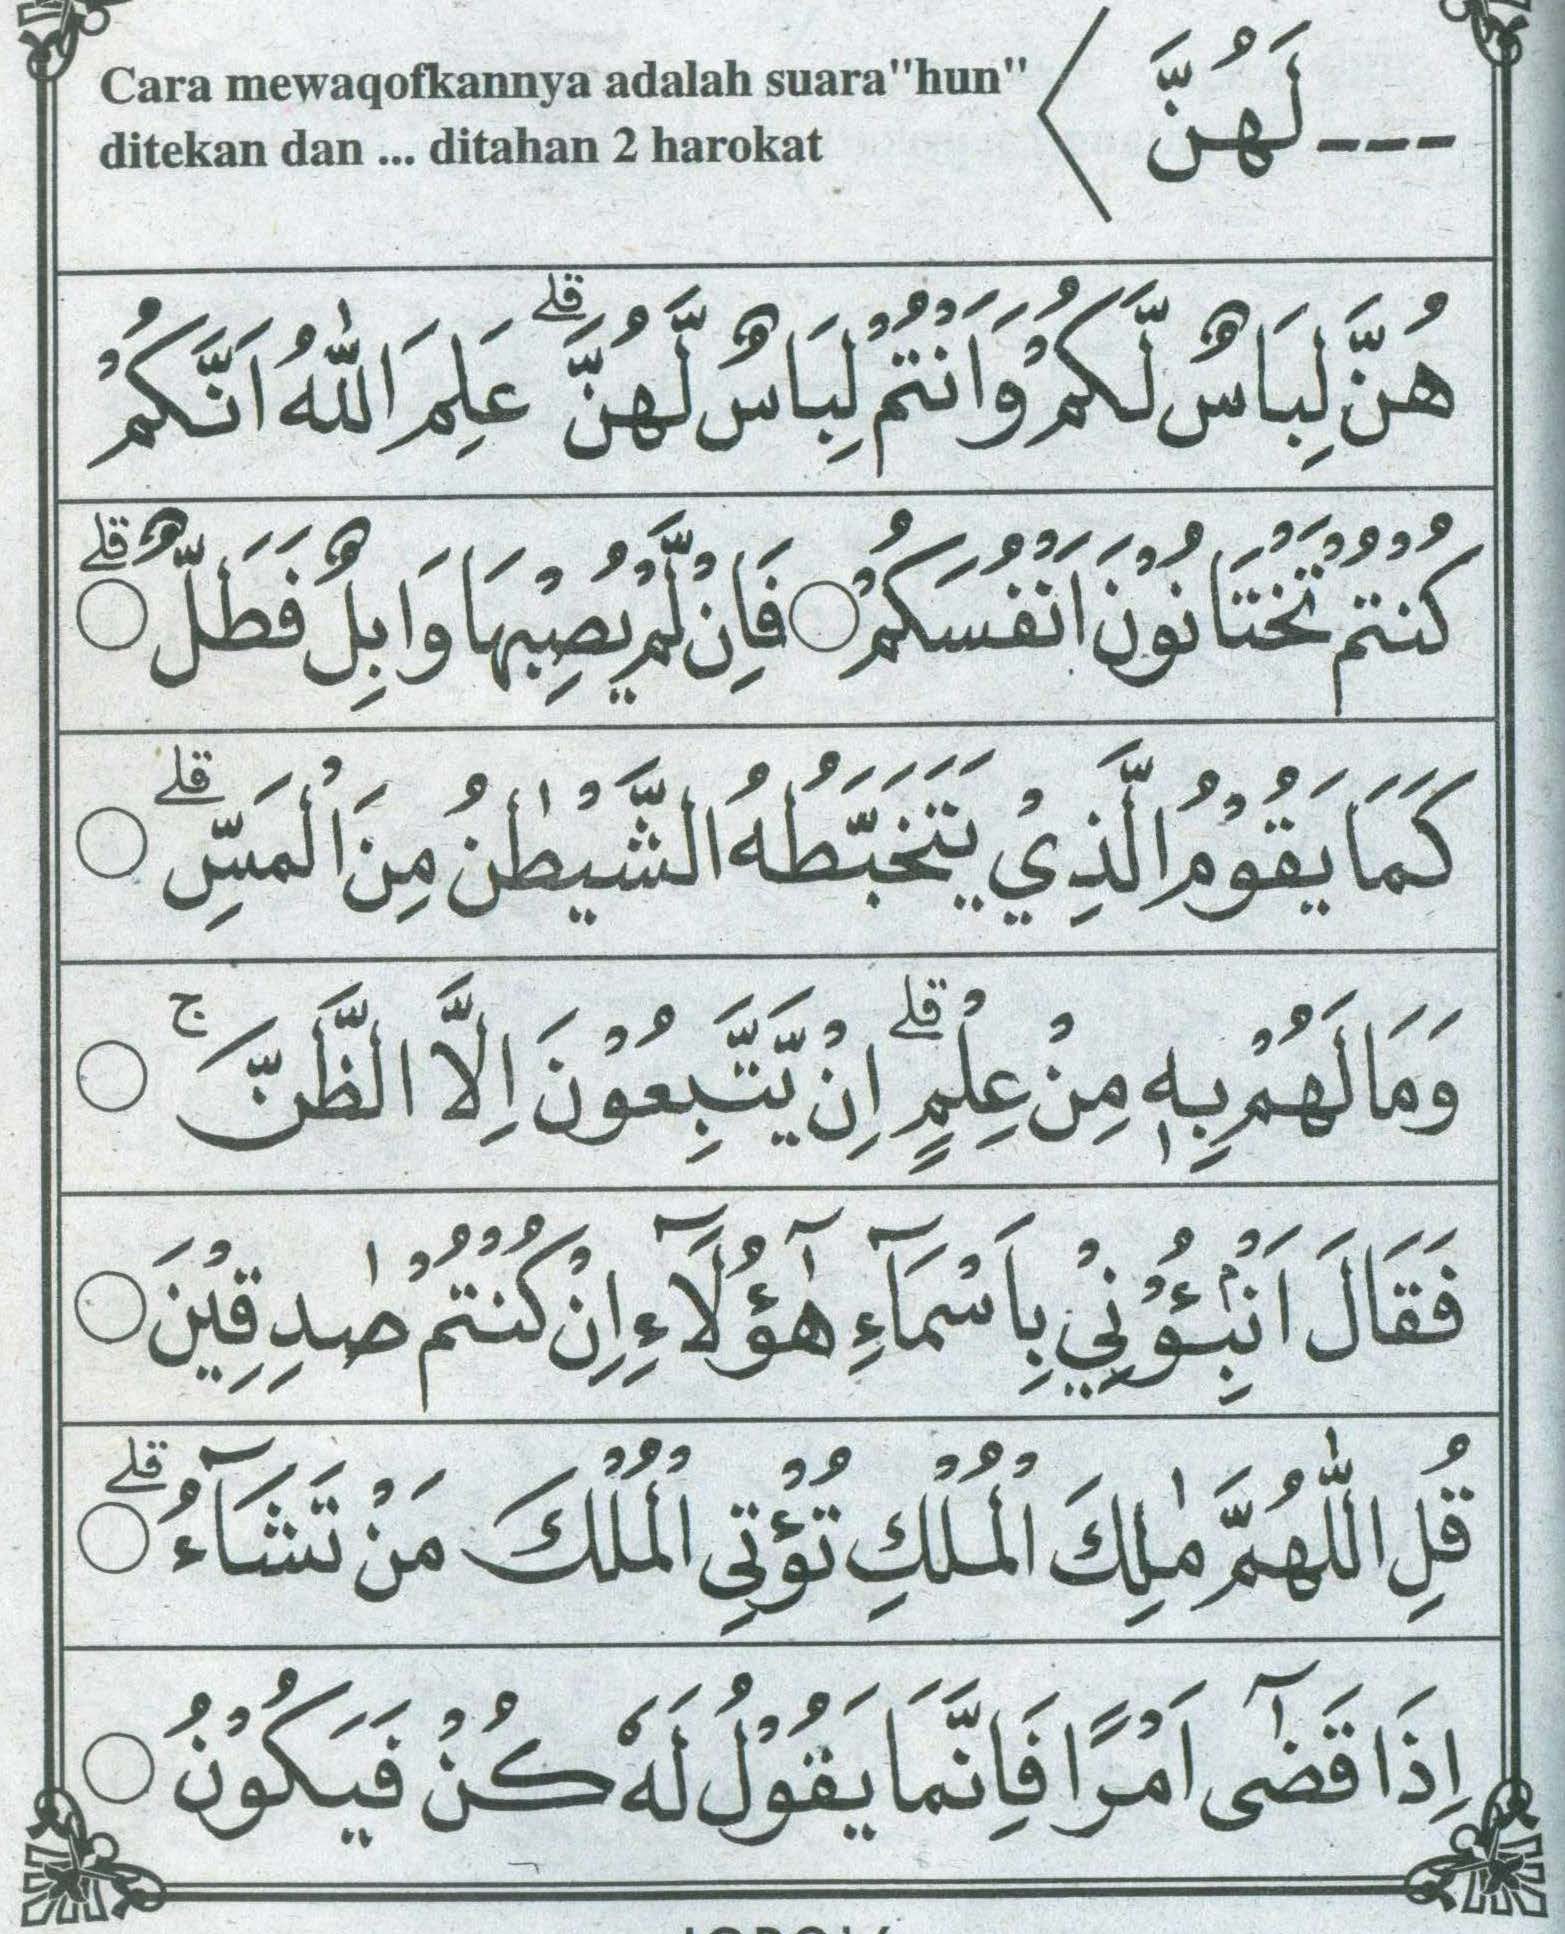 Cara mewaqofkannya adalah suara"hun"
ditekan dan ... ditahan 2 harokat
---لَهُنَّ
هُنَّ لِبَاسٌ لَّكُمْ وَاَنْتُمْ لِبَاسٌ لَّهُنَّ ۗ عَلِمَ اللّٰهُ اَنَّكُمْ
كُنْتُمْ تَخْتَانُوْنَ اَنْفُسَكُمْ ○ فَاِنْ لَّمْ يُصِبْهَا وَابِلٌ فَطَلٌّ ۗ ○
كَمَا يَقُوْمُ الَّذِيْ يَتَخَبَّطُهُ الشَّيْطٰنُ مِنَ الْمَسِّ ۗ ○
وَمَا لَهُمْ بِهٖ مِنْ عِلْمٍ ۗ اِنْ يَّتَّبِعُوْنَ اِلَّا الظَّنَّ ۚ ○
فَقَالَ اَنْۢبِـُٔوْنِيْ بِاَسْمَآءِ هٰٓؤُلَآءِ اِنْ كُنْتُمْ صٰدِقِيْنَ ○
قُلِ اللّٰهُمَّ مٰلِكَ الْمُلْكِ تُؤْتِى الْمُلْكَ مَنْ تَشَآءُ ۗ ○
اِذَا قَضٰٓى اَمْرًا فَاِنَّمَا يَقُوْلُ لَهٗ كُنْ فَيَكُوْنُ ○